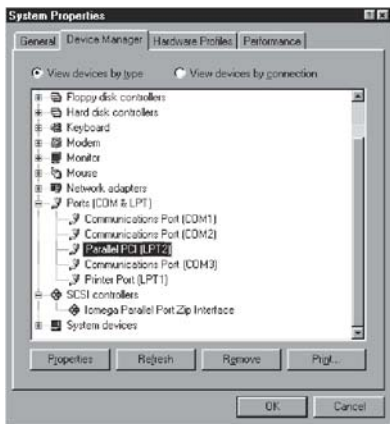 System Properties
General Device Manager Hardware Profiles Performance
View devices by type View devices by connection
Floppy disk controllers
Hard disk controllers
Keyboard
Modem
Monitor
Mouse
Network adapters
Ports (COM & LPT)
Communications Port (COM1)
Communications Port (COM2)
Parallel PCI (LPT2)
Communications Port (COM3)
Printer Port (LPT1)
SCSI controllers
Iomega Parallel Port Zip Interface
System devices
Properties Refresh Remove Print...
OK Cancel